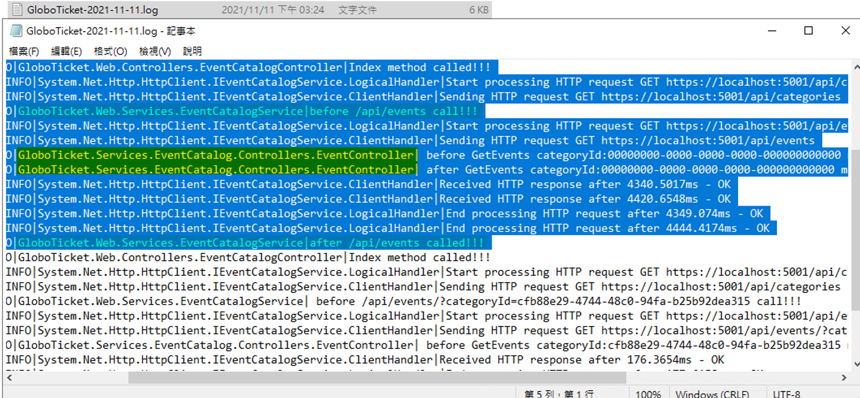 GloboTicket-2021-11-11.log 2021/11/11 下午 03:24 文字文件 6 KB
GloboTicket-2021-11-11.log - 記事本
檔案(F) 編輯(E) 格式(O) 檢視(V) 說明
O|GloboTicket.Web.Controllers.EventCatalogController|Index method called!!!
INFO|System.Net.Http.HttpClient.IEventCatalogService.LogicalHandler|Start processing HTTP request GET https://localhost:5001/api/c
INFO|System.Net.Http.HttpClient.IEventCatalogService.ClientHandler|Sending HTTP request GET https://localhost:5001/api/categories
O|GloboTicket.Web.Services.EventCatalogService|before /api/events call!!!
INFO|System.Net.Http.HttpClient.IEventCatalogService.LogicalHandler|Start processing HTTP request GET https://localhost:5001/api/e
INFO|System.Net.Http.HttpClient.IEventCatalogService.ClientHandler|Sending HTTP request GET https://localhost:5001/api/events
O|GloboTicket.Services.EventCatalog.Controllers.EventController| before GetEvents categoryId:00000000-0000-0000-0000-000000000000
O|GloboTicket.Services.EventCatalog.Controllers.EventController| after GetEvents categoryId:00000000-0000-0000-0000-000000000000 m
INFO|System.Net.Http.HttpClient.IEventCatalogService.ClientHandler|Received HTTP response after 4340.5017ms - OK
INFO|System.Net.Http.HttpClient.IEventCatalogService.ClientHandler|Received HTTP response after 4420.6548ms - OK
INFO|System.Net.Http.HttpClient.IEventCatalogService.LogicalHandler|End processing HTTP request after 4349.074ms - OK
INFO|System.Net.Http.HttpClient.IEventCatalogService.LogicalHandler|End processing HTTP request after 4444.4174ms - OK
O|GloboTicket.Web.Services.EventCatalogService|after /api/events called!!!
O|GloboTicket.Web.Controllers.EventCatalogController|Index method called!!!
INFO|System.Net.Http.HttpClient.IEventCatalogService.LogicalHandler|Start processing HTTP request GET https://localhost:5001/api/c
INFO|System.Net.Http.HttpClient.IEventCatalogService.ClientHandler|Sending HTTP request GET https://localhost:5001/api/categories
O|GloboTicket.Web.Services.EventCatalogService| before /api/events/?categoryId=cfb88e29-4744-48c0-94fa-b25b92dea315 call!!!
INFO|System.Net.Http.HttpClient.IEventCatalogService.LogicalHandler|Start processing HTTP request GET https://localhost:5001/api/e
INFO|System.Net.Http.HttpClient.IEventCatalogService.ClientHandler|Sending HTTP request GET https://localhost:5001/api/events/?cat
O|GloboTicket.Services.EventCatalog.Controllers.EventController| before GetEvents categoryId:cfb88e29-4744-48c0-94fa-b25b92dea315
INFO|System.Net.Http.HttpClient.IEventCatalogService.ClientHandler|Received HTTP response after 176.3654ms - OK
第 5 列，第 1 行 100% Windows (CRLF) UTF-8